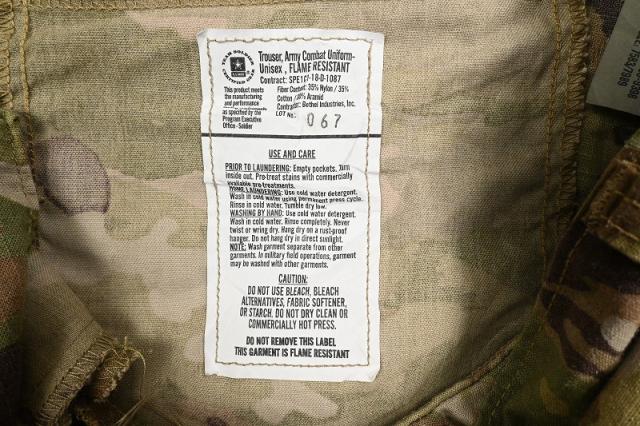 Trouser, Army Combat Uniform-
Unisex , FLAME RESISTANT
Contract: SPE1C1-18-D-1087
Fiber Content: 35% Nylon / 35%
Cotton / 30% Aramid
Contractor: Bethel Industries, Inc.
LOT No.: 067
This product meets
the manufacturing
and performance
as specified by the
Program Executive
Office -Soldier
USE AND CARE
PRIOR TO LAUNDERING: Empty pockets. Turn
inside out. Pre-treat stains with commercially
available pre-treatments.
HOME LAUNDERING: Use cold water detergent.
Wash in cold water using permanent press cycle.
Rinse in cold water. Tumble dry low.
WASHING BY HAND: Use cold water detergent.
Wash in cold water. Rinse completely. Never
twist or wring dry. Hang dry on a rust-proof
hanger. Do not hang dry in direct sunlight.
NOTE: Wash garment separate from other
garments. In military field operations, garment
may be washed with other garments.
CAUTION:
DO NOT USE BLEACH, BLEACH
ALTERNATIVES, FABRIC SOFTENER,
OR STARCH. DO NOT DRY CLEAN OR
COMMERCIALLY HOT PRESS.
DO NOT REMOVE THIS LABEL
THIS GARMENT IS FLAME RESISTANT